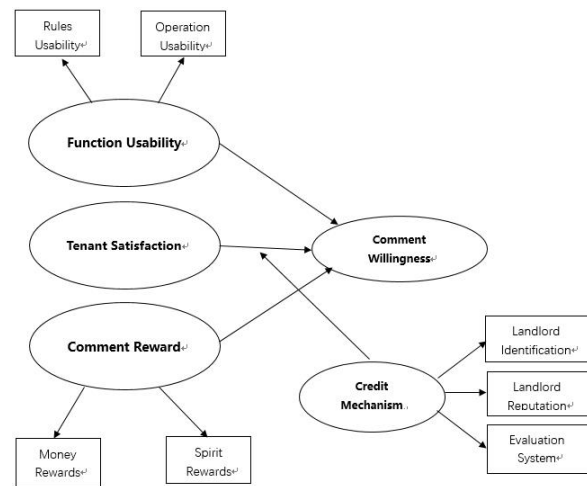 Rules
Usability
Operation
Usability
Function Usability
Tenant Satisfaction
Comment
Willingness
Comment Reward
Landlord
Identification
Credit
Mechanism
Landlord
Reputation
Evaluation
System
Money
Rewards
Spirit
Rewards